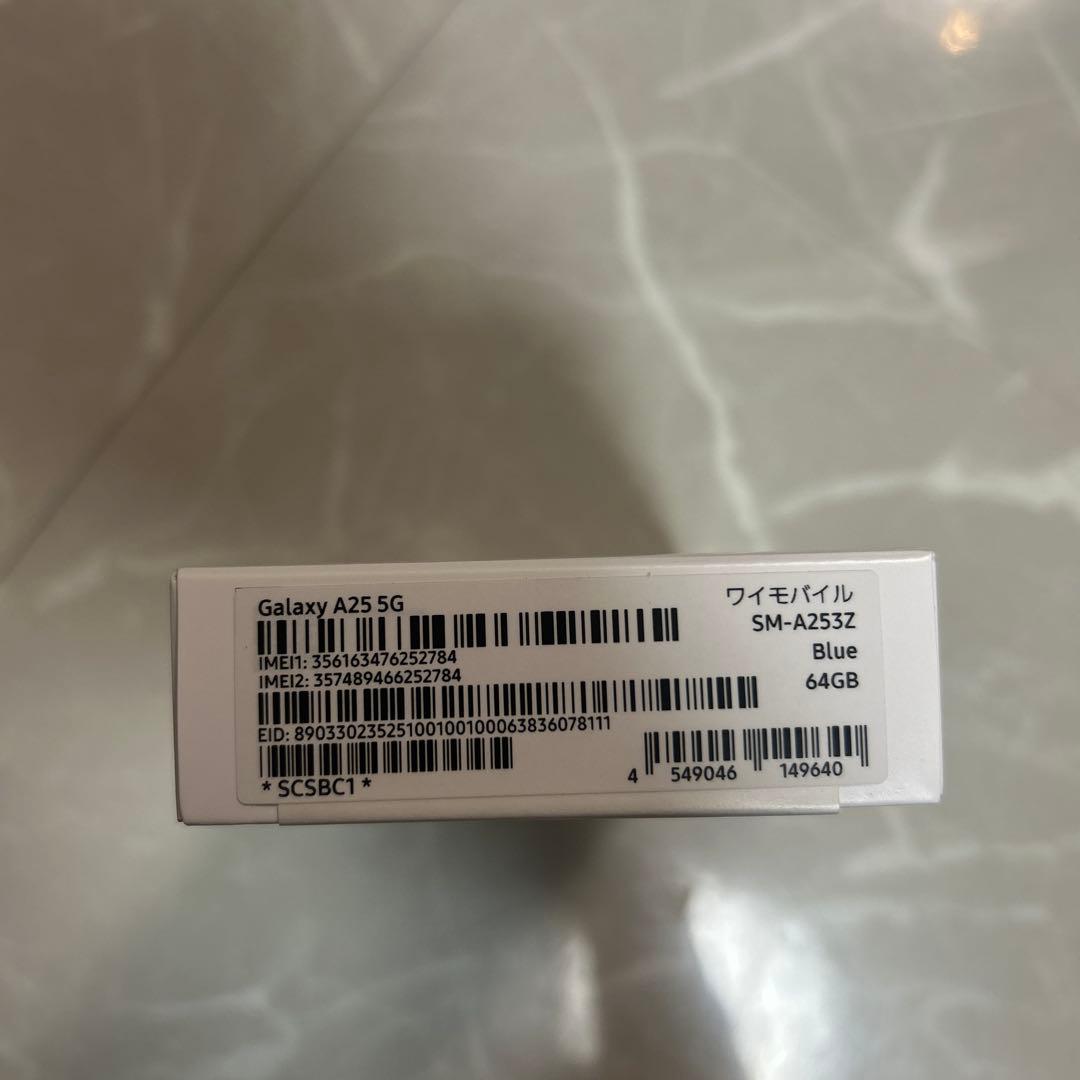 Galaxy A25 5G
ワイモバイル
SM-A253Z
Blue
64GB
IMEI1: 356163476252784
IMEI2: 357489466252784
EID: 89033023525100100100063836078111
* SCSBC1 *
4 549046 149640